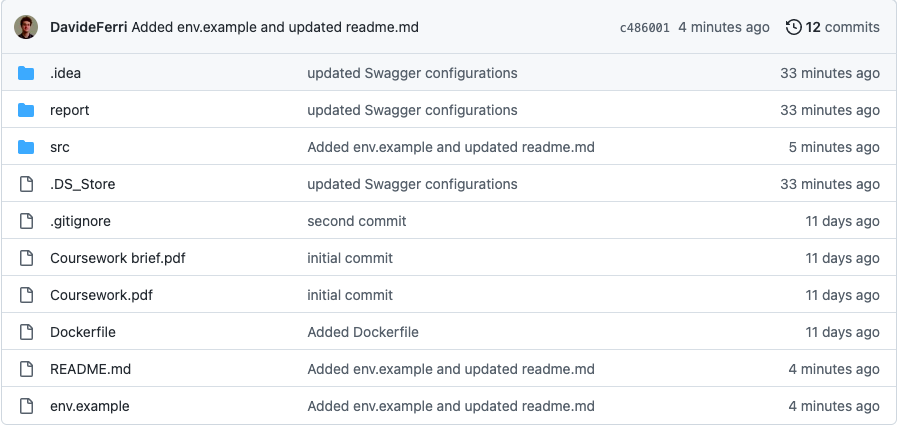 DavideFerri Added env.example and updated readme.md c486001 4 minutes ago 12 commits
.idea updated Swagger configurations 33 minutes ago
report updated Swagger configurations 33 minutes ago
src Added env.example and updated readme.md 5 minutes ago
.DS_Store updated Swagger configurations 33 minutes ago
.gitignore second commit 11 days ago
Coursework brief.pdf initial commit 11 days ago
Coursework.pdf initial commit 11 days ago
Dockerfile Added Dockerfile 11 days ago
README.md Added env.example and updated readme.md 4 minutes ago
env.example Added env.example and updated readme.md 4 minutes ago